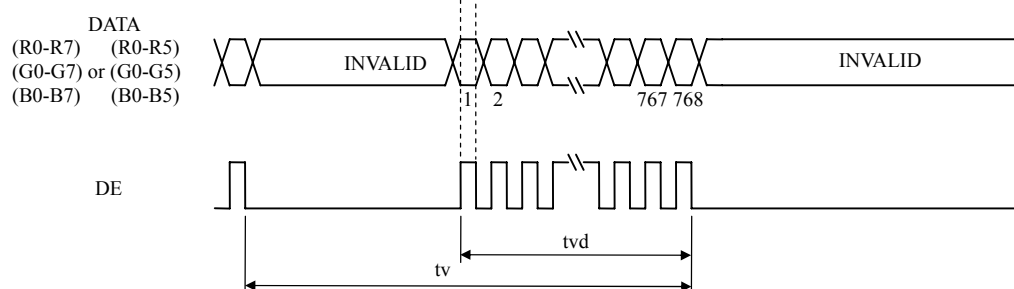 DATA
(R0-R7) (R0-R5)
(G0-G7) or (G0-G5)
(B0-B7) (B0-B5)
INVALID
INVALID
1 2 767 768
DE
tvd
tv